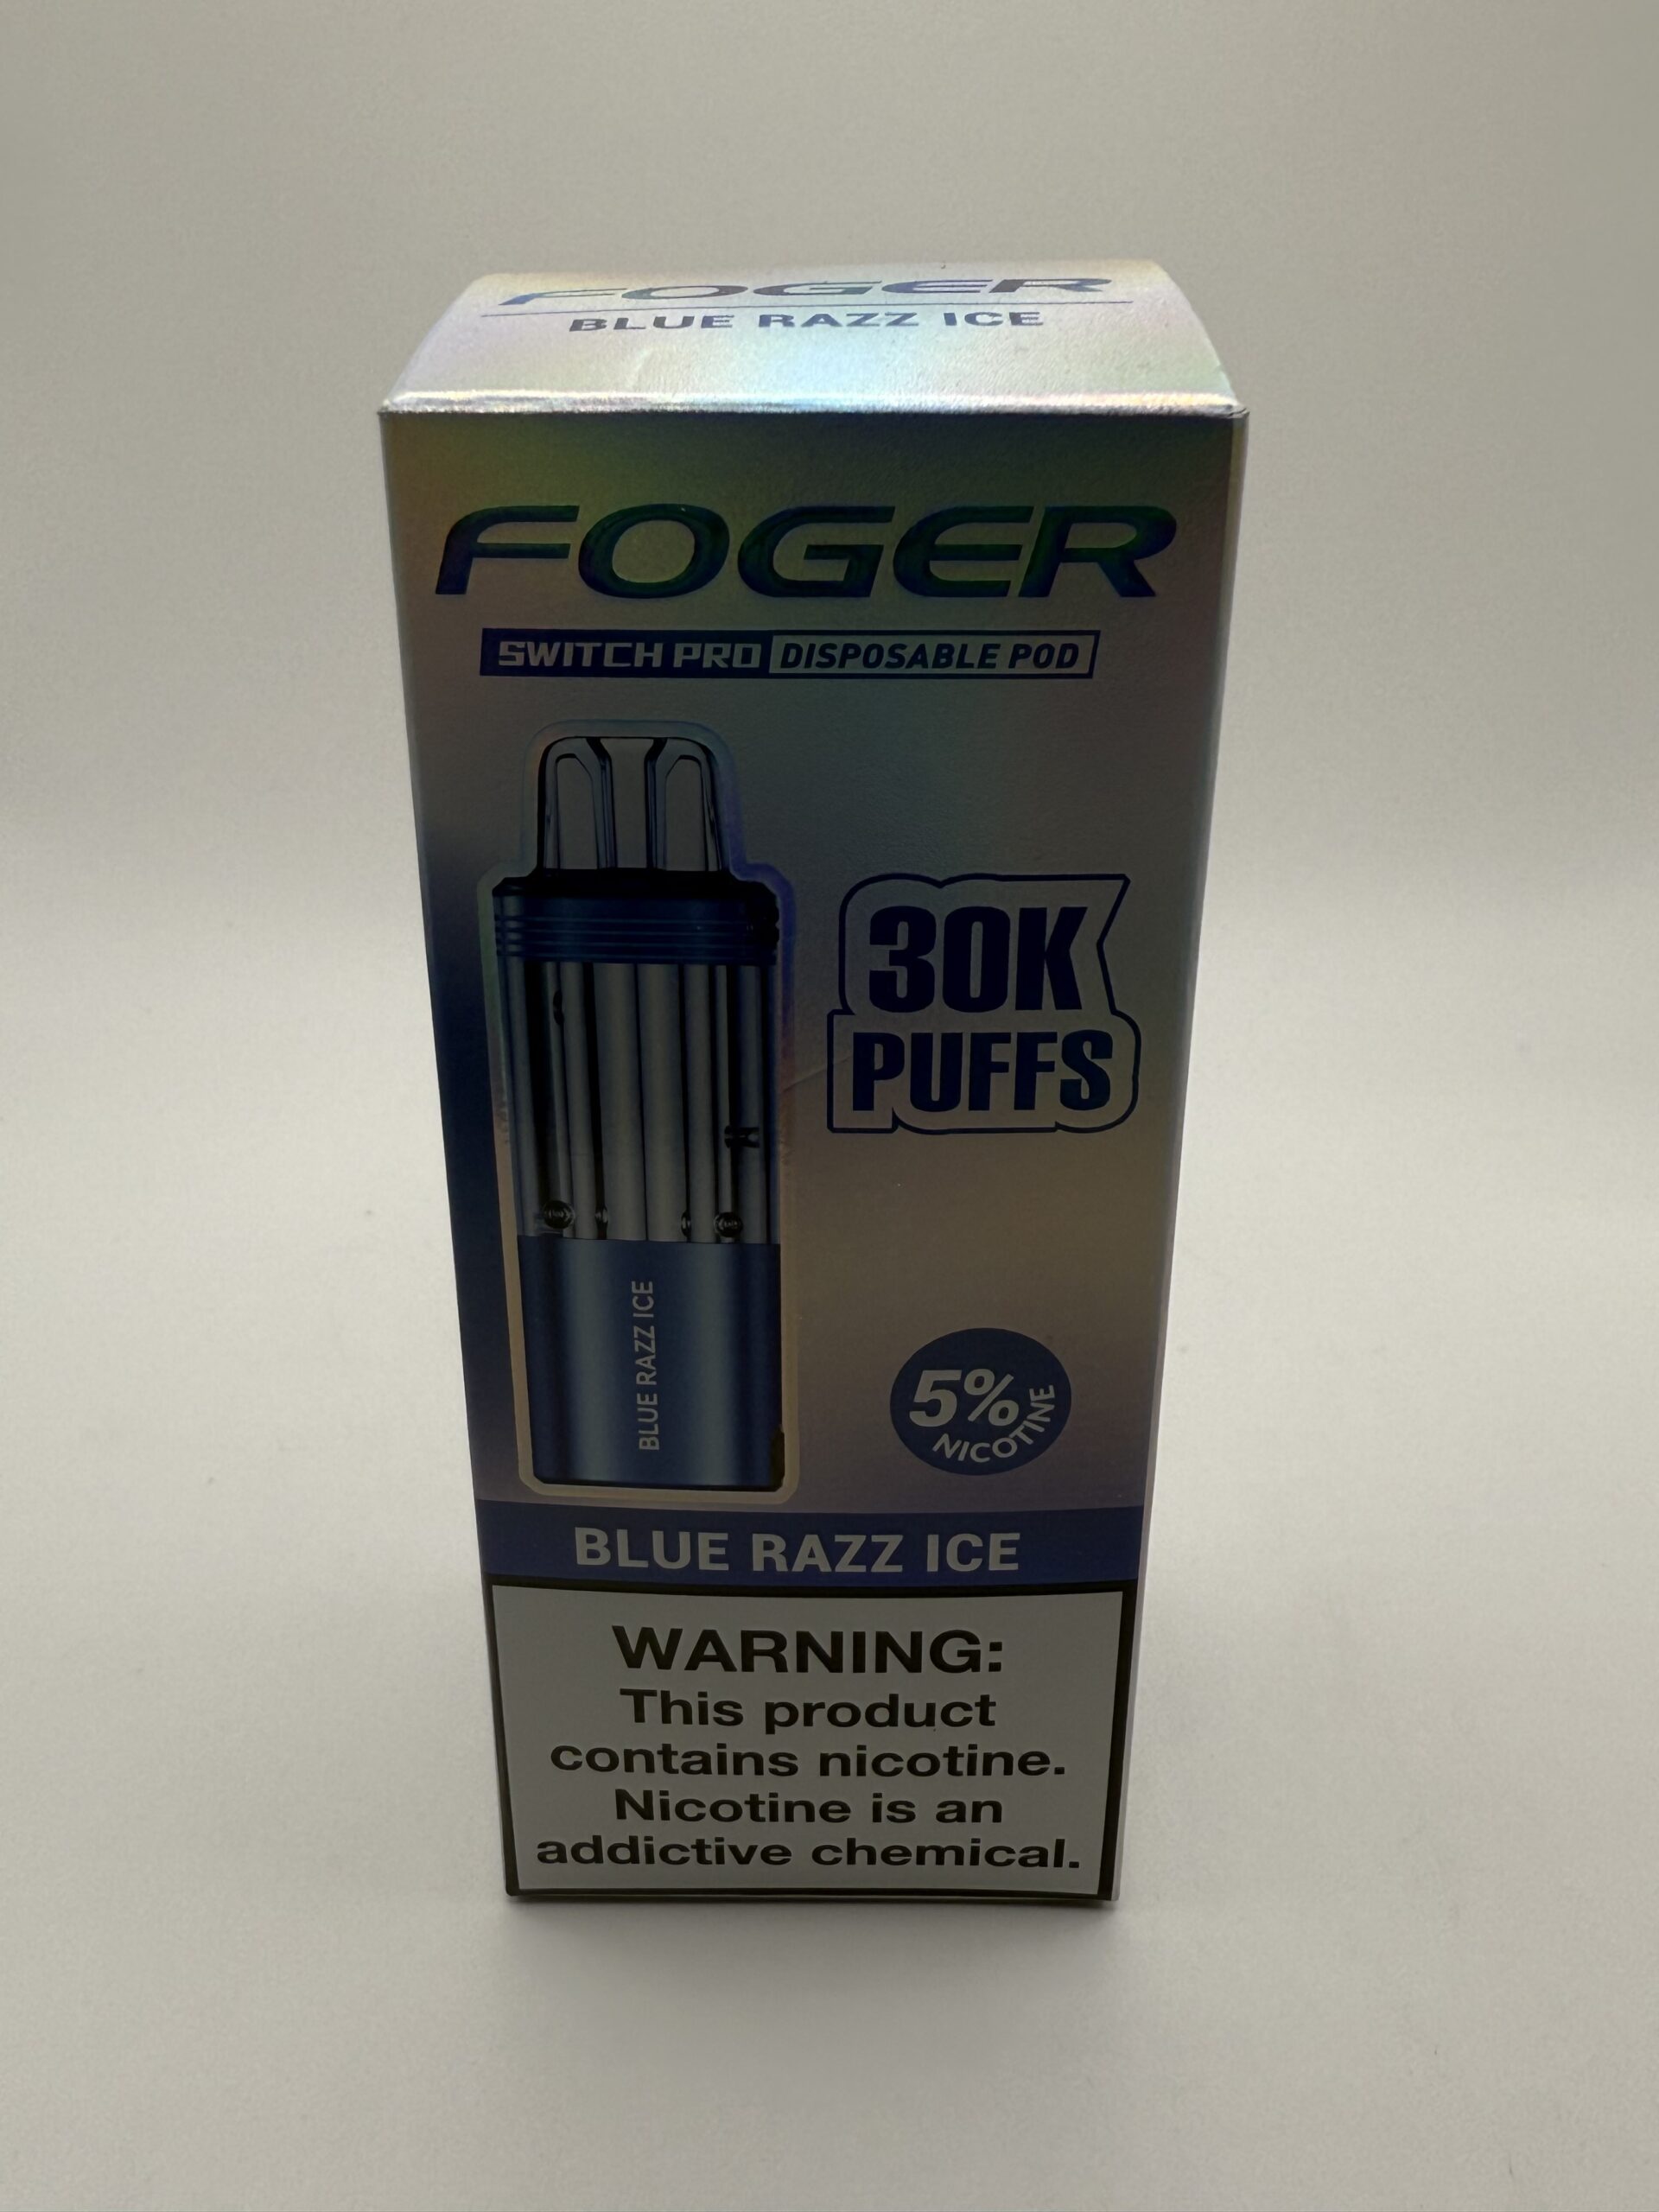 FOGER
BLUE RAZZ ICE
FOGER
SWITCH PRO DISPOSABLE POD
30K
PUFFS
BLUE RAZZ ICE
5%
NICOTINE
BLUE RAZZ ICE
WARNING:
This product
contains nicotine.
Nicotine is an
addictive chemical.